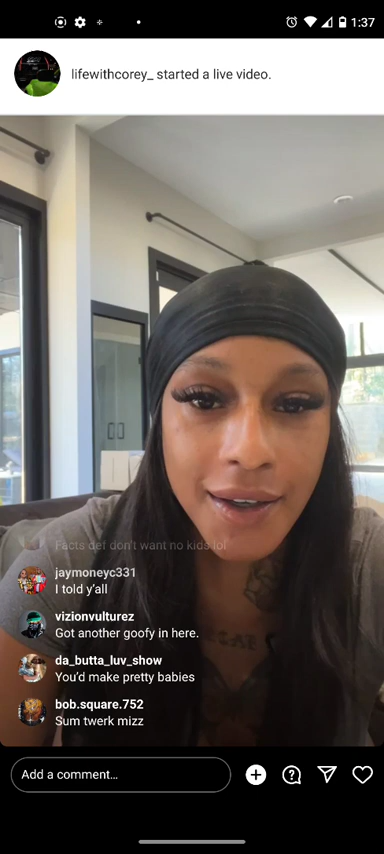 1:37
lifewithcorey_ started a live video.
Facts def don't want no kids lol
jaymoneyc331
I told y'all
vizionvulturez
Got another goofy in here.
da_butta_luv_show
You'd make pretty babies
bob.square.752
Sum twerk mizz
Add a comment...